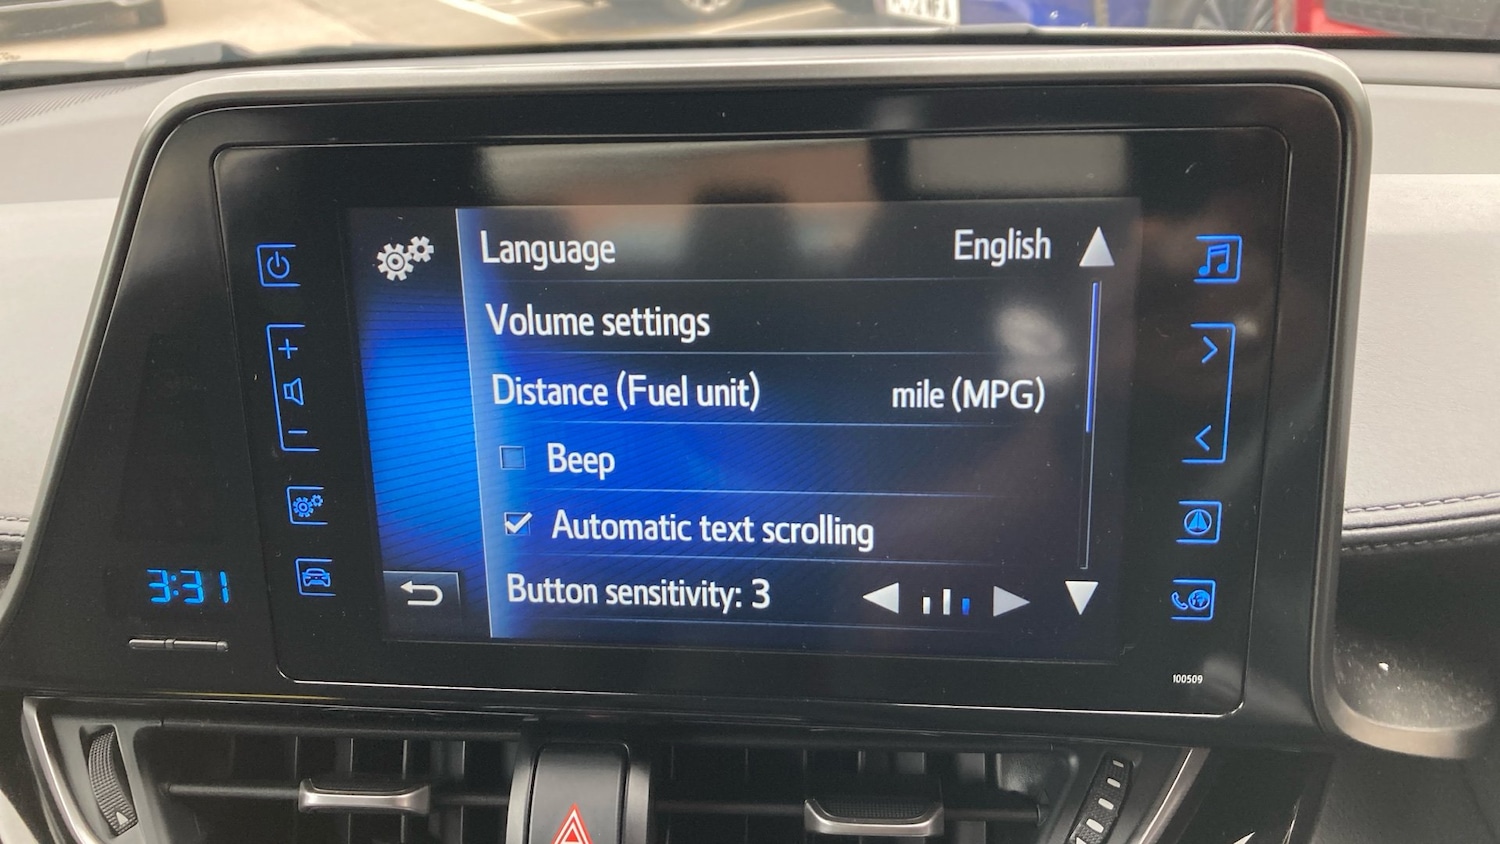 Language English
Volume settings
Distance (Fuel unit) mile (MPG)
Beep
Automatic text scrolling
Button sensitivity: 3
3:31
100509